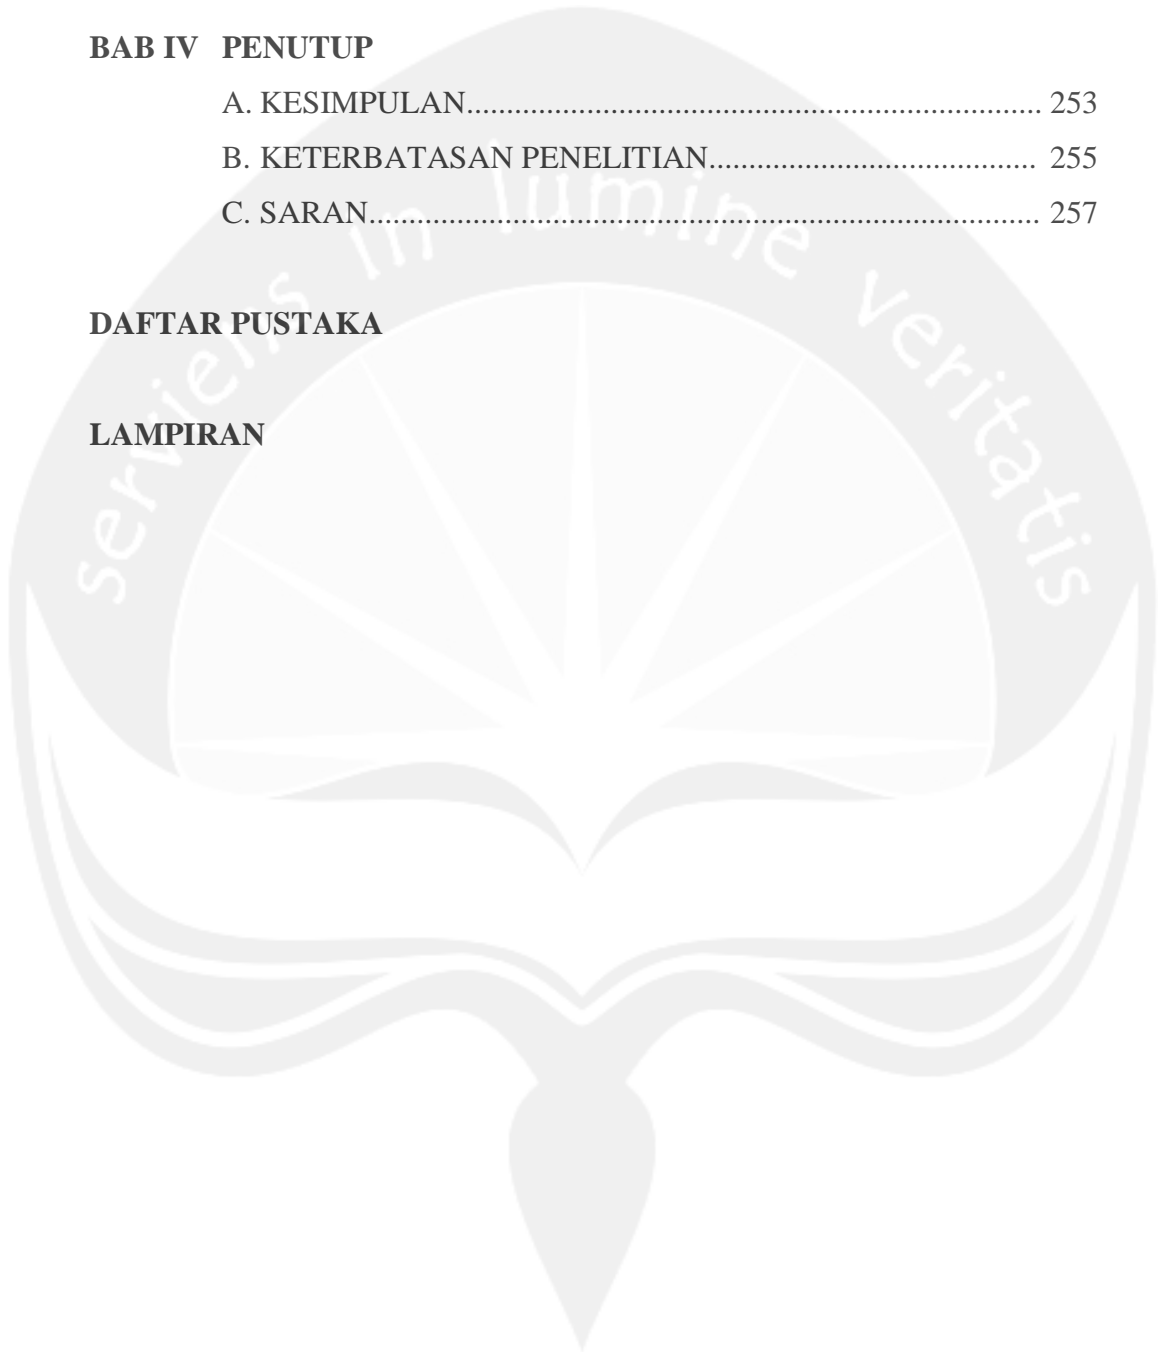 BAB IV PENUTUP
A. KESIMPULAN........................................................................ 253
B. KETERBATASAN PENELITIAN......................................... 255
C. SARAN.................................................................................... 257
DAFTAR PUSTAKA
LAMPIRAN
serviens in lumine veritatis